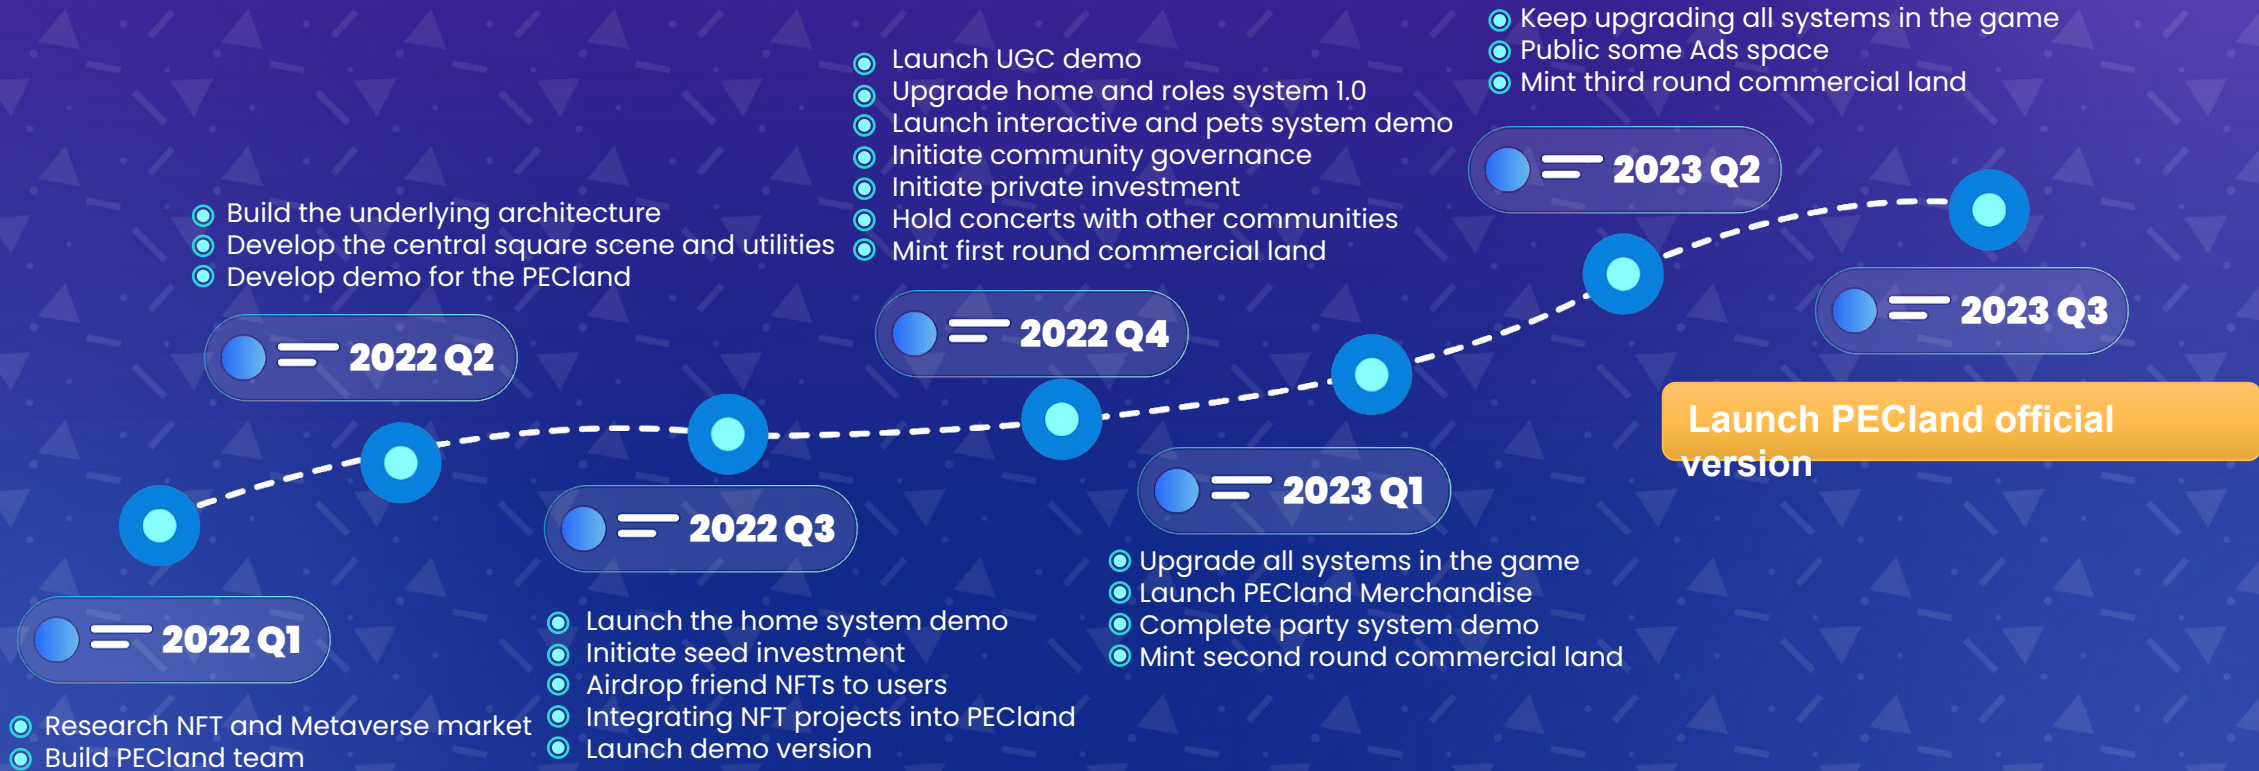 2022 Q1
Research NFT and Metaverse market
Build PECland team
2022 Q2
Build the underlying architecture
Develop the central square scene and utilities
Develop demo for the PECland
2022 Q3
Launch the home system demo
Initiate seed investment
Airdrop friend NFTs to users
Integrating NFT projects into PECland
Launch demo version
2022 Q4
Launch UGC demo
Upgrade home and roles system 1.0
Launch interactive and pets system demo
Initiate community governance
Initiate private investment
Hold concerts with other communities
Mint first round commercial land
2023 Q1
Upgrade all systems in the game
Launch PECland Merchandise
Complete party system demo
Mint second round commercial land
2023 Q2
Keep upgrading all systems in the game
Public some Ads space
Mint third round commercial land
2023 Q3
Launch PECland official
version